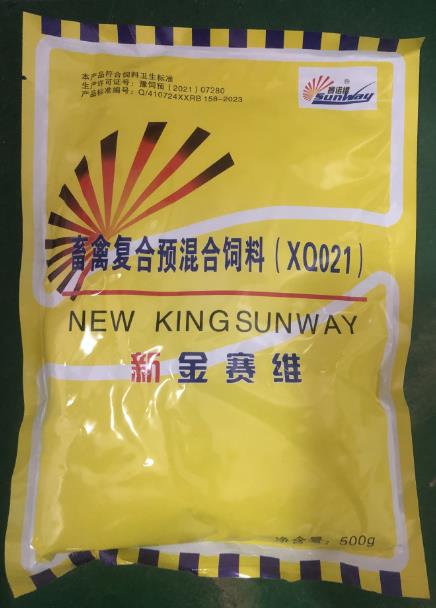 本产品符合饲料卫生标准
生产许可证号：豫饲预（2021）07280
产品标准编号：Q/410724XXRB 158-2023
赛诺维®
Sunway
畜禽复合预混合饲料（XQ021）
NEW KINGSUNWAY
新金赛维
净含量：500g